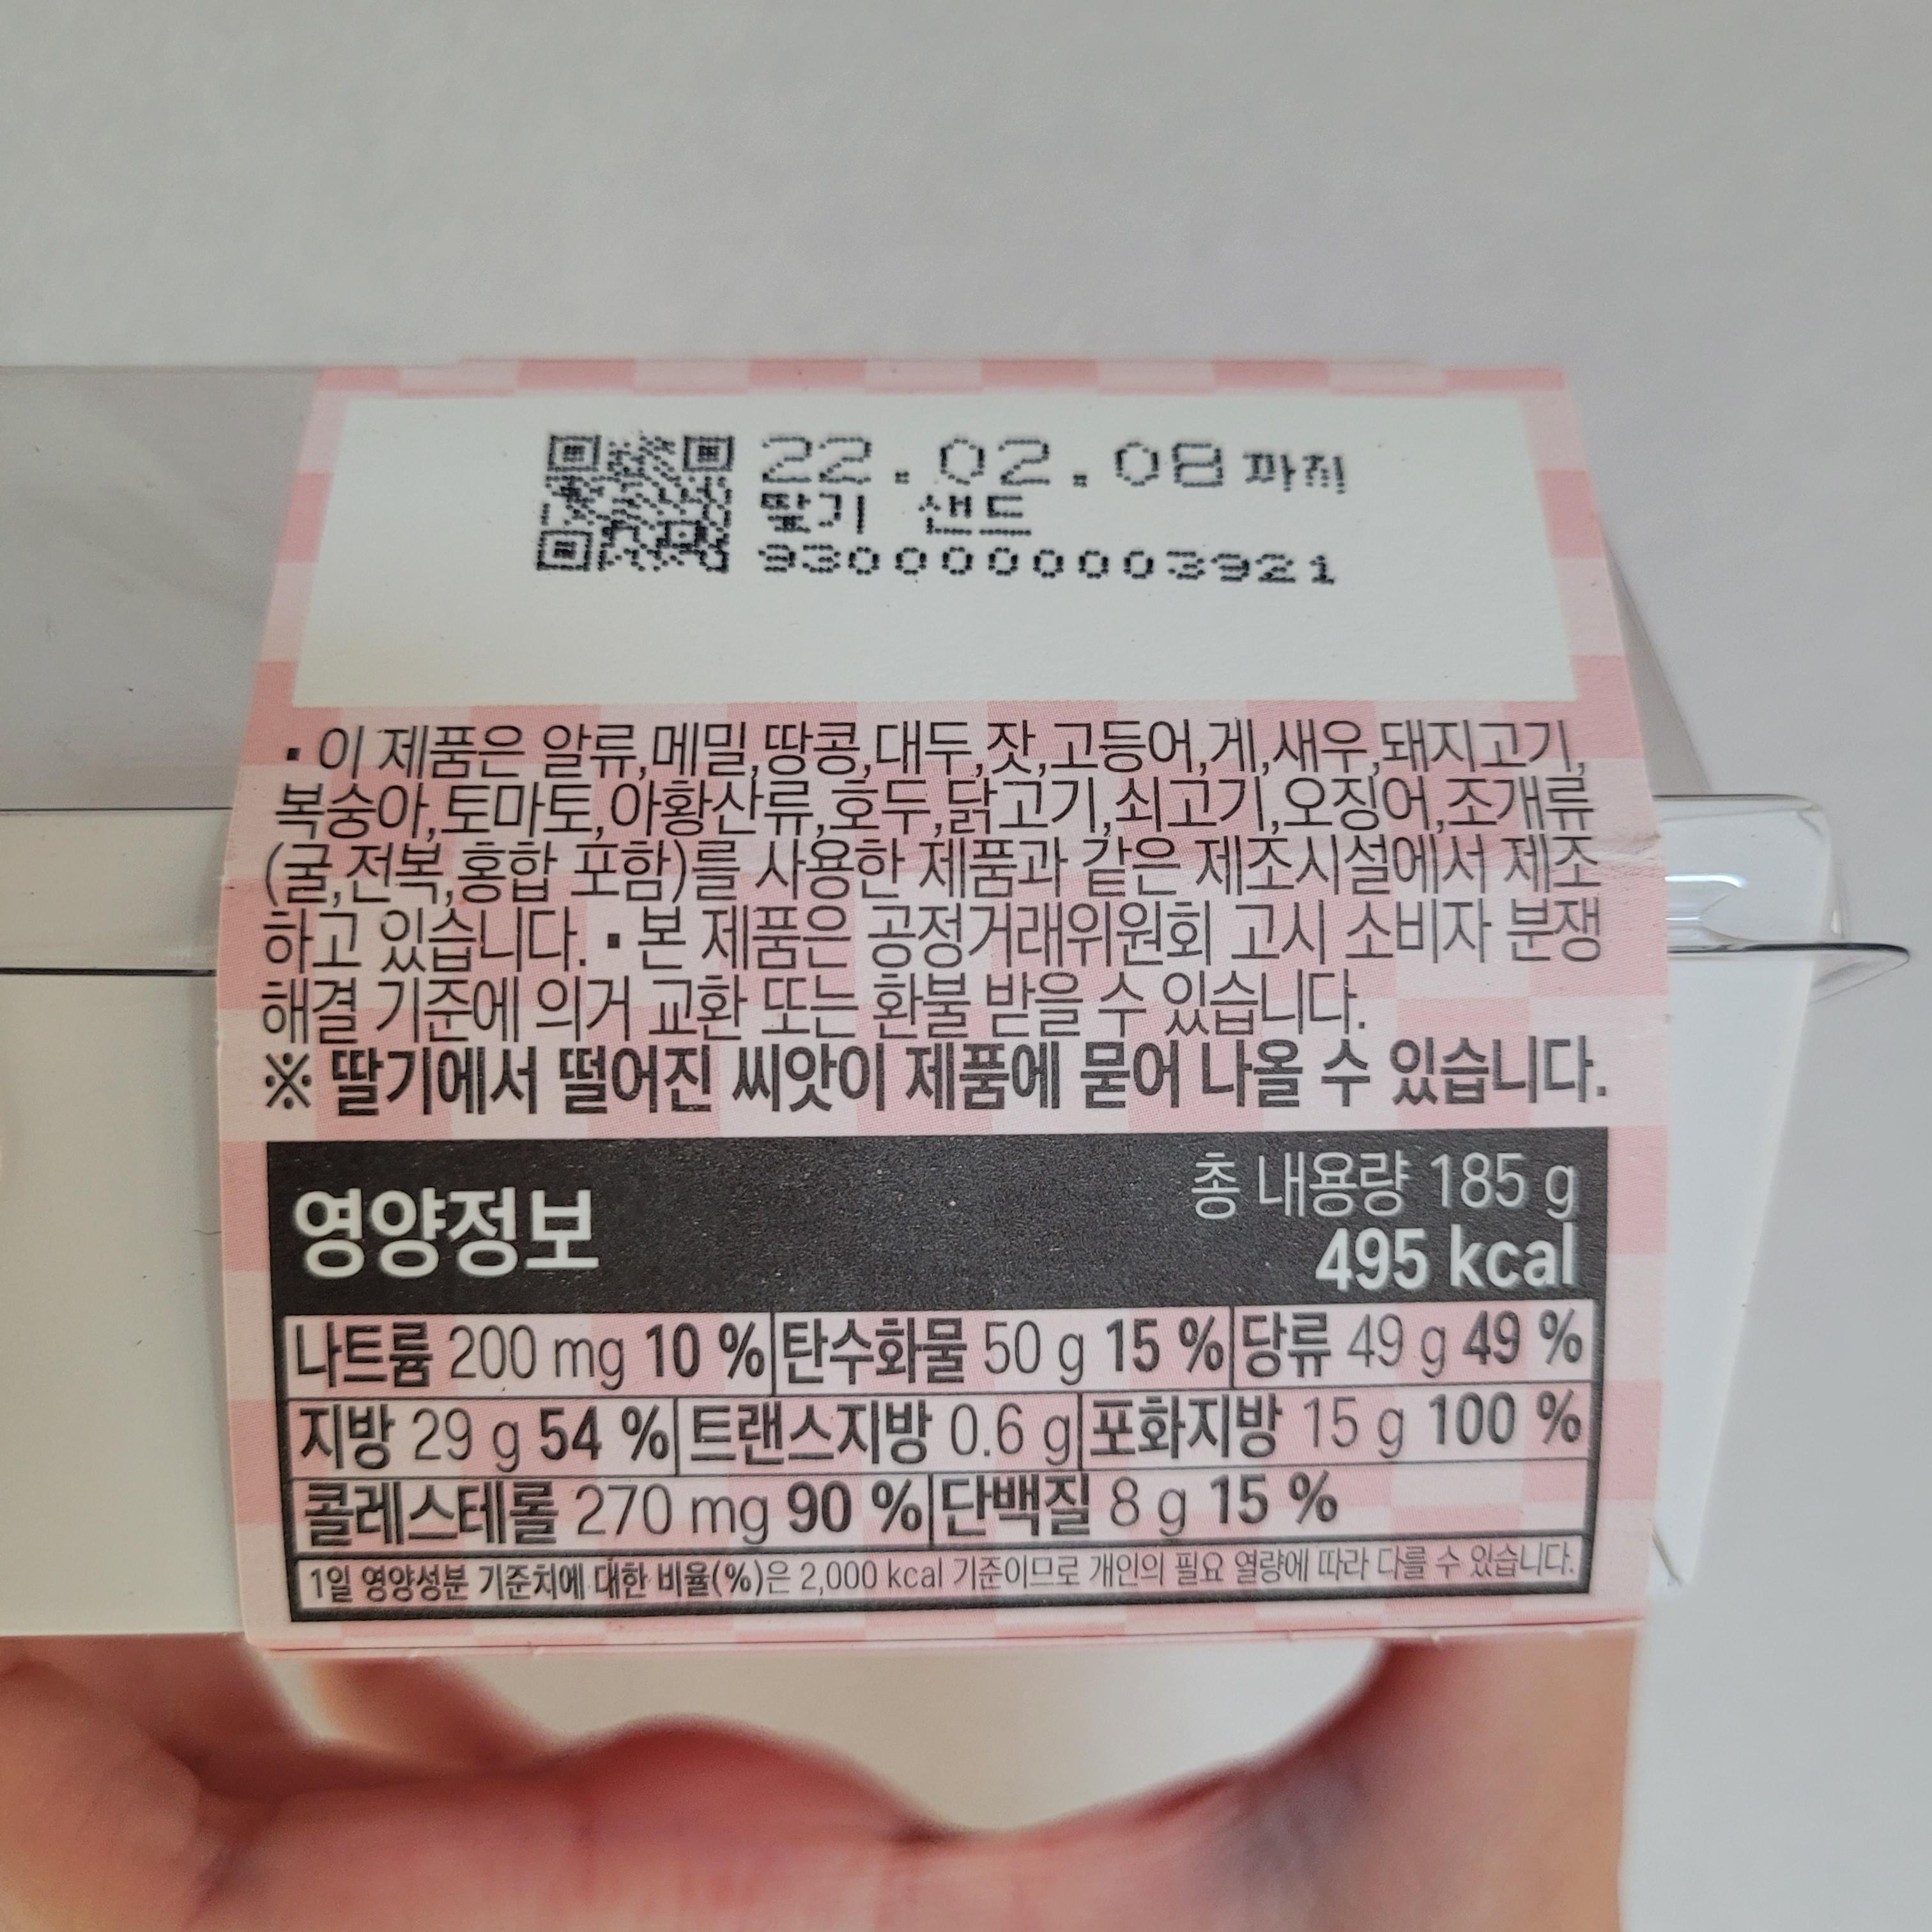 22.02.08까지
딸기 샌드
9300000003921
▪ 이 제품은 알류,메밀,땅콩,대두,잣,고등어,게,새우,돼지고기,
복숭아,토마토,아황산류,호두,닭고기,쇠고기,오징어,조개류
(굴,전복,홍합 포함)를 사용한 제품과 같은 제조시설에서 제조
하고 있습니다. ▪ 본 제품은 공정거래위원회 고시 소비자 분쟁
해결 기준에 의거 교환 또는 환불 받을 수 있습니다.
※ 딸기에서 떨어진 씨앗이 제품에 묻어 나올 수 있습니다.
영양정보 총 내용량 185 g
495 kcal
나트륨 200 mg 10 % 탄수화물 50 g 15 % 당류 49 g 49 %
지방 29 g 54 % 트랜스지방 0.6 g 포화지방 15 g 100 %
콜레스테롤 270 mg 90 % 단백질 8 g 15 %
1일 영양성분 기준치에 대한 비율(%)은 2,000 kcal 기준이므로 개인의 필요 열량에 따라 다를 수 있습니다.